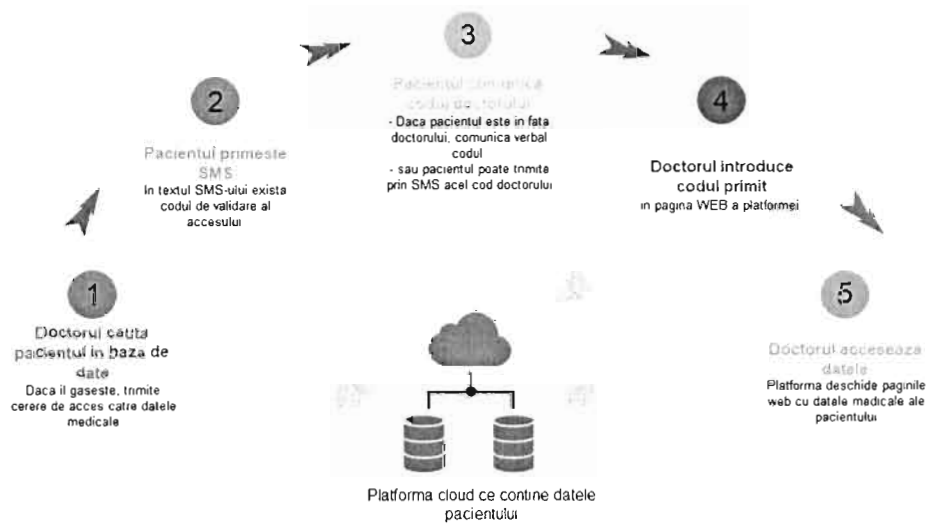 1
Doctorul cauta
pacientul in baza de
date
Daca il gaseste, trimite
cerere de acces catre datele
medicale
2
Pacientul primeste
SMS
In textul SMS-ului exista
codul de validare al
accesului
3
Pacientul comunica
codul doctorului
- Daca pacientul este in fata
doctorului, comunica verbal
codul
- sau pacientul poate trimite
prin SMS acel cod doctorului
4
Doctorul introduce
codul primit
in pagina WEB a platformei
5
Doctorul acceseaza
datele
Platforma deschide paginile
web cu datele medicale ale
pacientului
Platforma cloud ce contine datele
pacientului